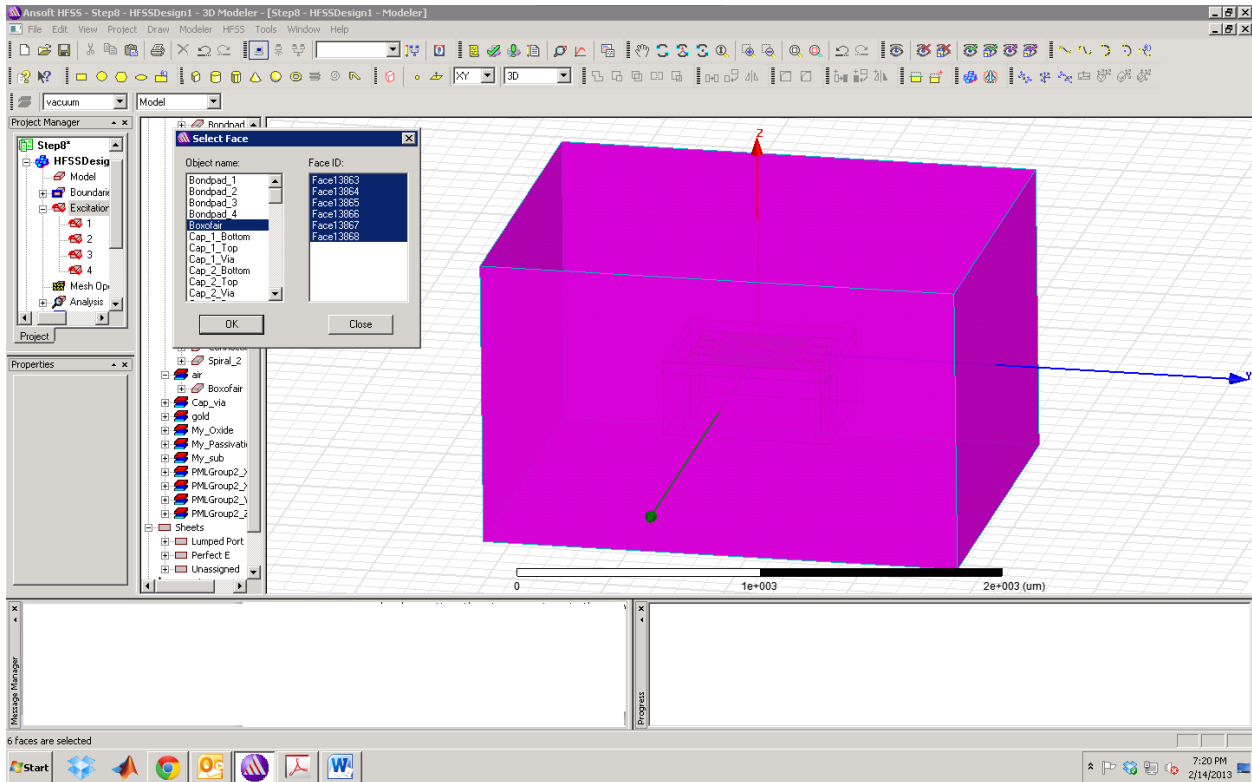 Ansoft HFSS - Step8 - HFSSDesign1 - 3D Modeler - [Step8 - HFSSDesign1 - Modeler]
File Edit View Project Draw Modeler HFSS Tools Window Help
XY 3D
vacuum Model
Project Manager
Step8*
HFSSDesig
Model
Boundarie
Excitation
1
2
3
4
Mesh Op
Analysis
Project
Properties
Bondpad
Select Face
Object name: Face ID:
Bondpad_1 Face13863
Bondpad_2 Face13864
Bondpad_3 Face13865
Bondpad_4 Face13866
Boxofair Face13867
Cap_1_Bottom Face13868
Cap_1_Top
Cap_1_Via
Cap_2_Bottom
Cap_2_Top
Cap_2_Via
OK Close
Spiral_2
air
Boxofair
Cap_via
gold
My_Oxide
My_Passivati
My_sub
PMLGroup2_X
PMLGroup2_X
PMLGroup2_Y
PMLGroup2_Z
Sheets
Lumped Port
Perfect E
Unassigned
Z
Y
0 1e+003 2e+003 (um)
Message Manager
Progress
6 faces are selected
Start
7:20 PM
2/14/2013